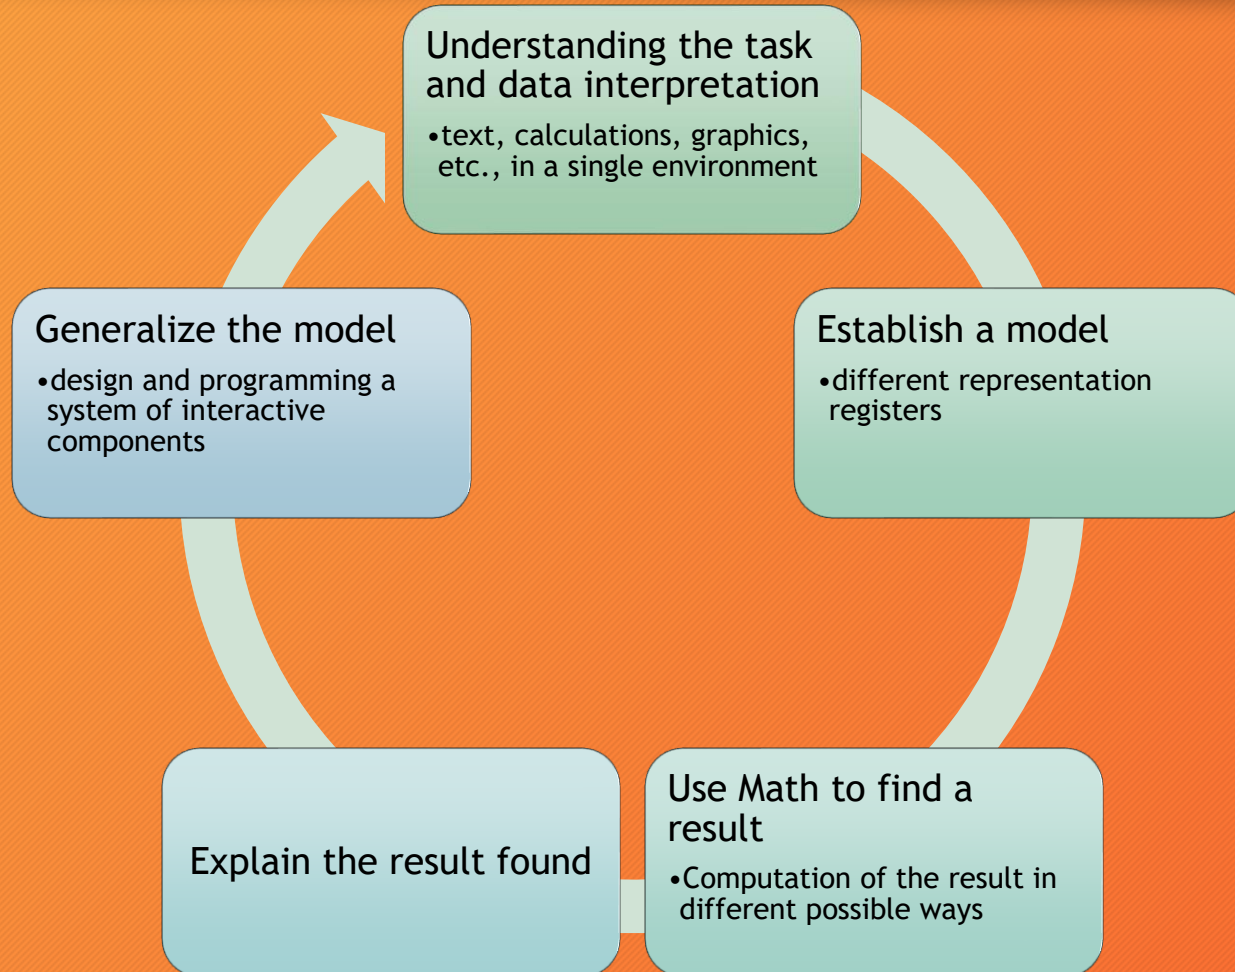 Understanding the task
and data interpretation
•text, calculations, graphics,
etc., in a single environment
Establish a model
•different representation
registers
Use Math to find a
result
•Computation of the result in
different possible ways
Explain the result found
Generalize the model
•design and programming a
system of interactive
components